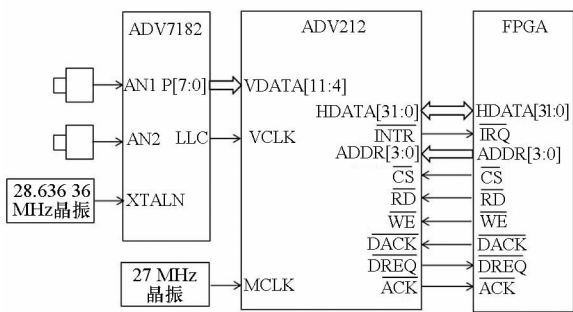 ADV7182
ADV212
FPGA
AN1 P[7:0]
VDATA[11:4]
HDATA[31:0]
HDATA[31:0]
INTR
IRQ
AN2
LLC
VCLK
ADDR[3:0]
ADDR[3:0]
CS
CS
28.636 36
MHz晶振
XTALN
RD
RD
WE
WE
DACK
DACK
27 MHz
晶振
MCLK
DREQ
DREQ
ACK
ACK